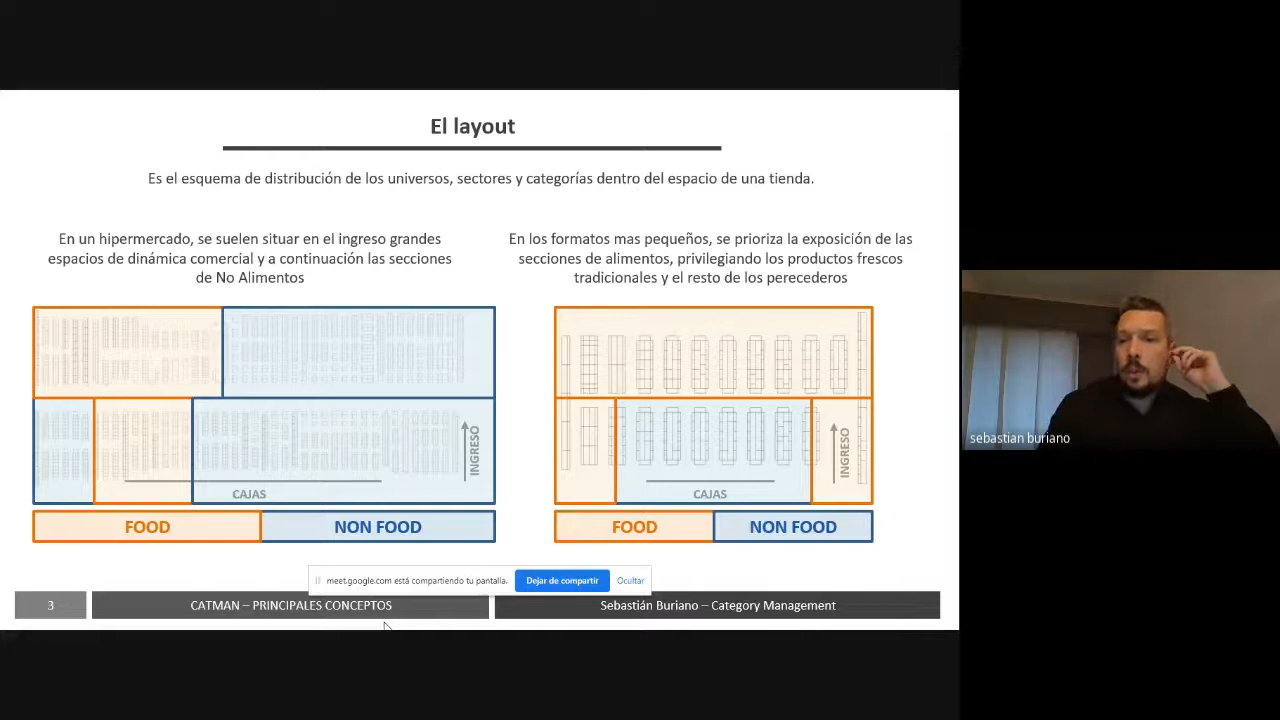 El layout
Es el esquema de distribución de los universos, sectores y categorías dentro del espacio de una tienda.
En un hipermercado, se suelen situar en el ingreso grandes
espacios de dinámica comercial y a continuación las secciones
de No Alimentos
En los formatos mas pequeños, se prioriza la exposición de las
secciones de alimentos, privilegiando los productos frescos
tradicionales y el resto de los perecederos
INGRESO
CAJAS
FOOD
NON FOOD
INGRESO
CAJAS
FOOD
NON FOOD
meet.google.com está compartiendo tu pantalla.
Dejar de compartir
Ocultar
3
CATMAN – PRINCIPALES CONCEPTOS
Sebastián Buriano – Category Management
sebastian buriano